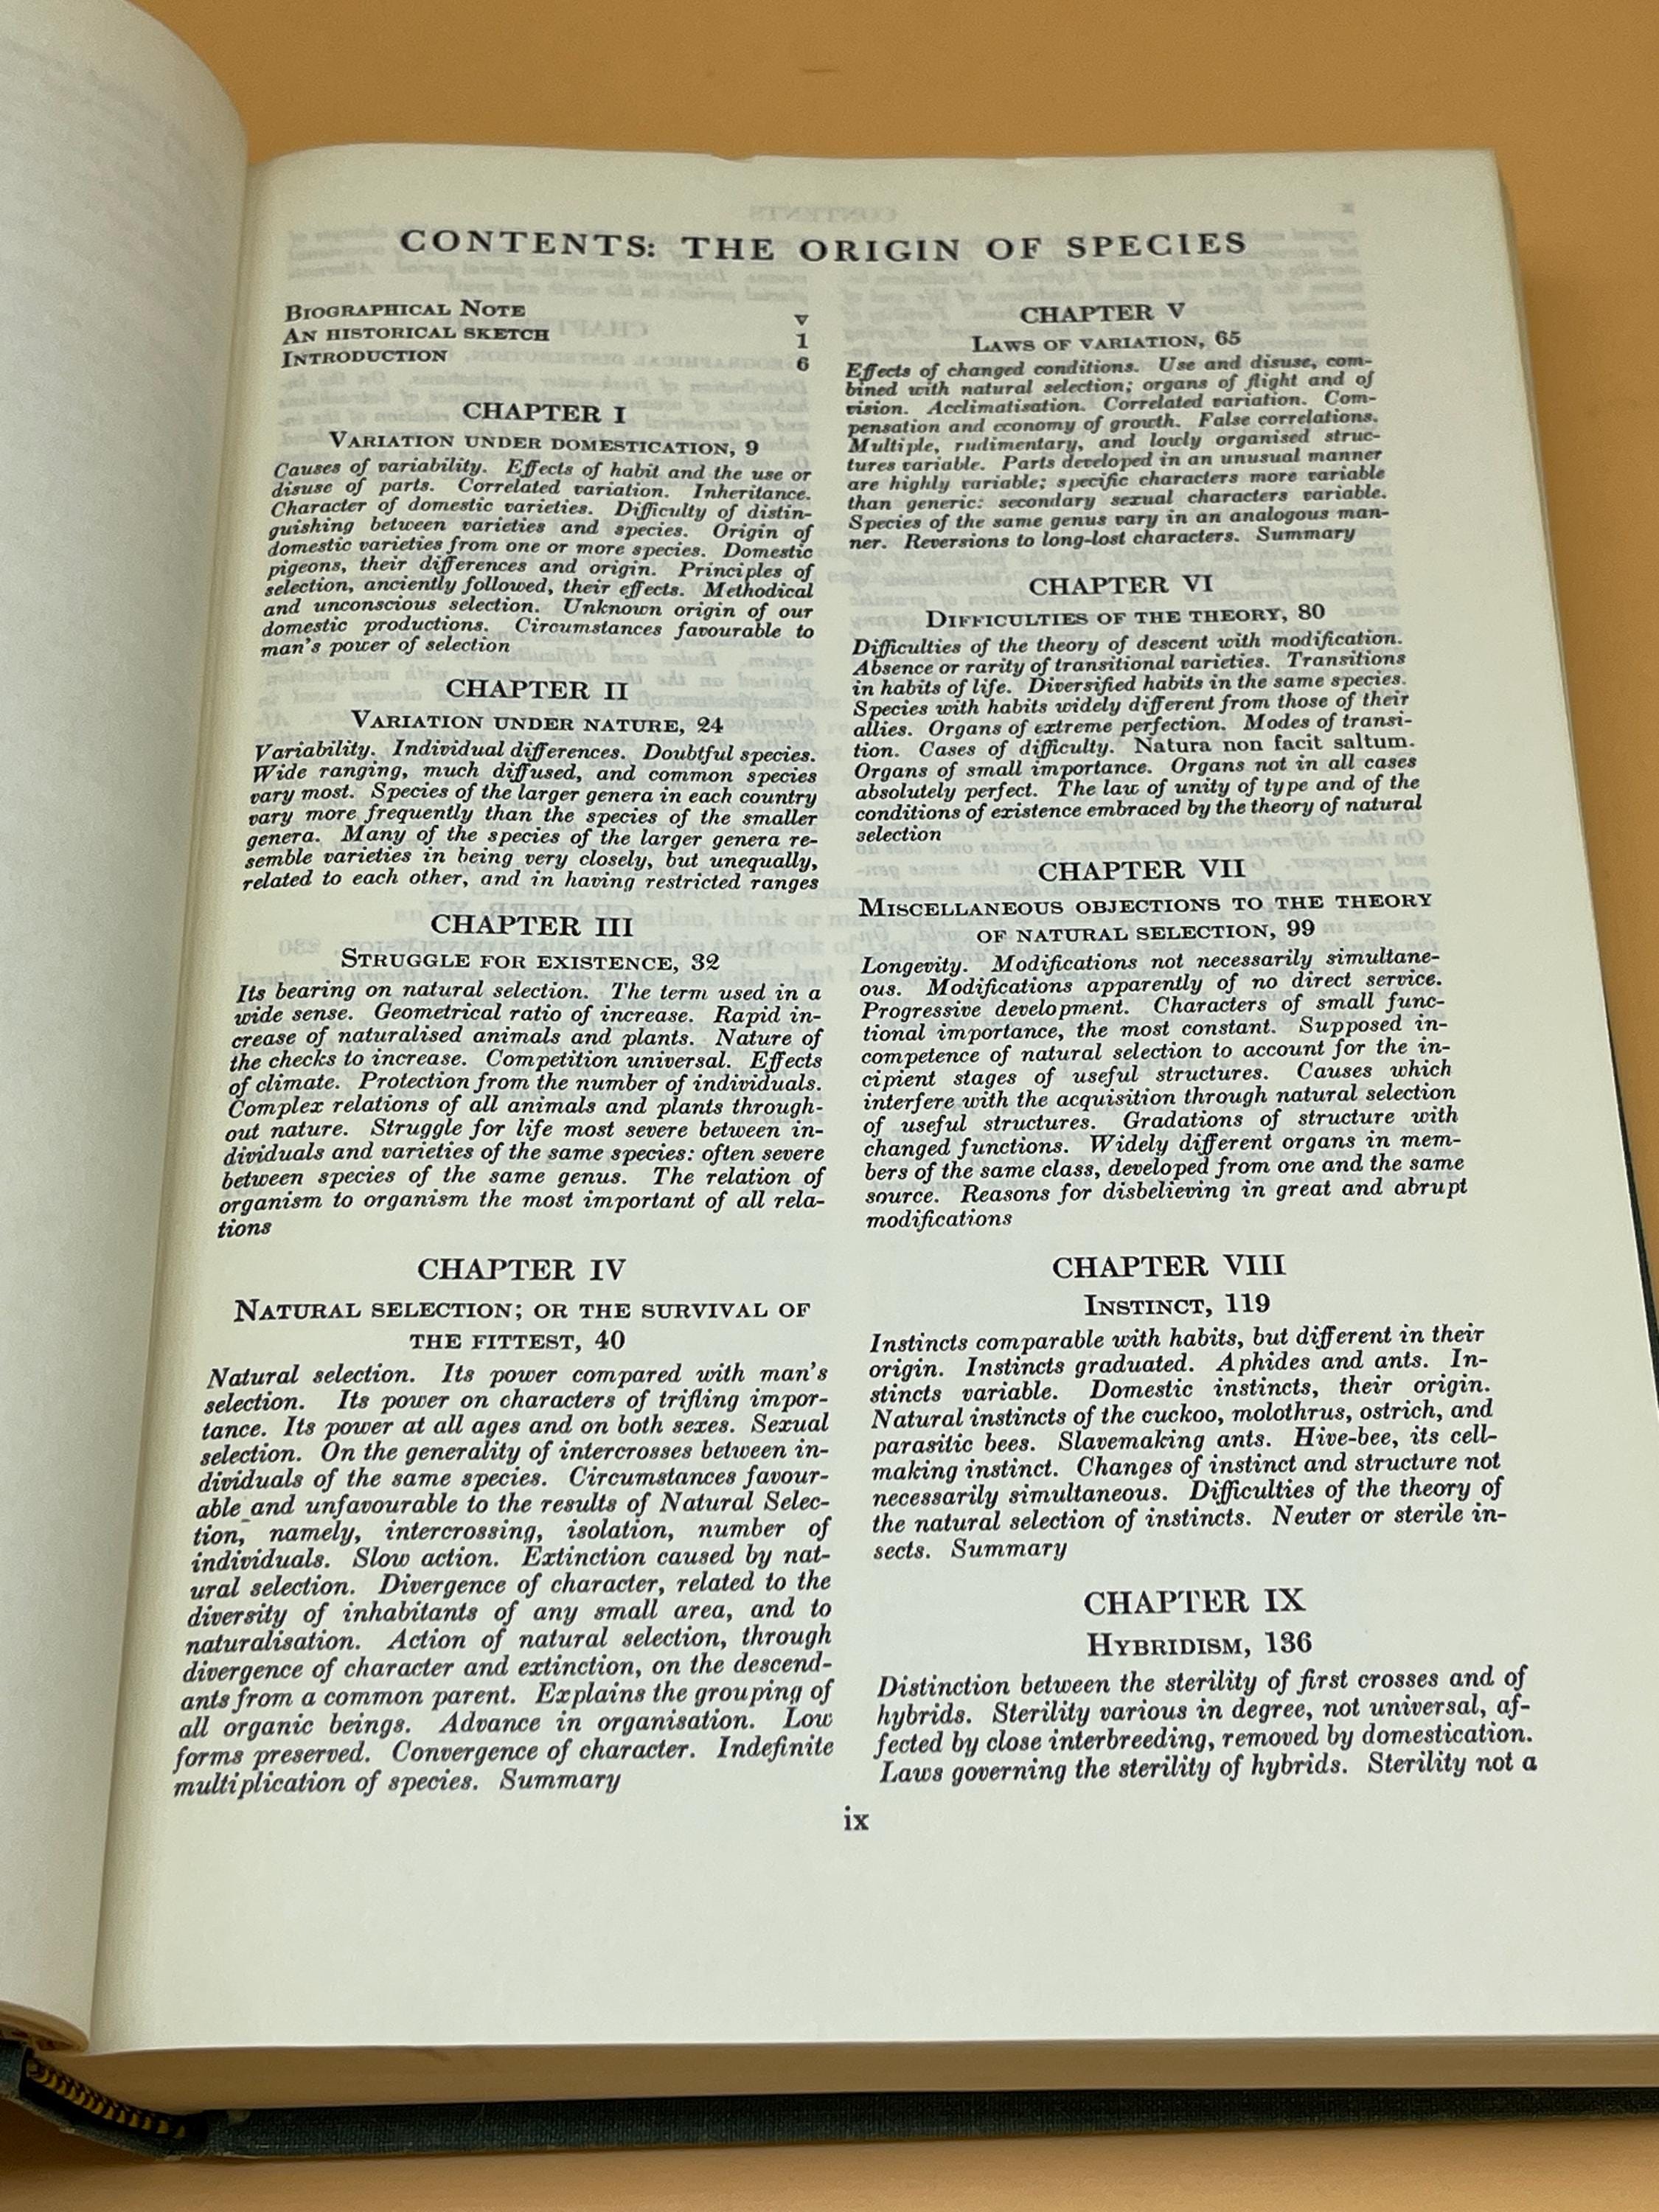 CONTENTS: THE ORIGIN OF SPECIES
BIOGRAPHICAL NOTE v
AN HISTORICAL SKETCH 1
INTRODUCTION 6
CHAPTER I
VARIATION UNDER DOMESTICATION, 9
Causes of variability. Effects of habit and the use or
disuse of parts. Correlated variation. Inheritance.
Character of domestic varieties. Difficulty of distin-
guishing between varieties and species. Origin of
domestic varieties from one or more species. Domestic
pigeons, their differences and origin. Principles of
selection, anciently followed, their effects. Methodical
and unconscious selection. Unknown origin of our
domestic productions. Circumstances favourable to
man's power of selection
CHAPTER II
VARIATION UNDER NATURE, 24
Variability. Individual differences. Doubtful species.
Wide ranging, much diffused, and common species
vary most. Species of the larger genera in each country
vary more frequently than the species of the smaller
genera. Many of the species of the larger genera re-
semble varieties in being very closely, but unequally,
related to each other, and in having restricted ranges
CHAPTER III
STRUGGLE FOR EXISTENCE, 32
Its bearing on natural selection. The term used in a
wide sense. Geometrical ratio of increase. Rapid in-
crease of naturalised animals and plants. Nature of
the checks to increase. Competition universal. Effects
of climate. Protection from the number of individuals.
Complex relations of all animals and plants through-
out nature. Struggle for life most severe between in-
dividuals and varieties of the same species: often severe
between species of the same genus. The relation of
organism to organism the most important of all rela-
tions
CHAPTER IV
NATURAL SELECTION; OR THE SURVIVAL OF
THE FITTEST, 40
Natural selection. Its power compared with man's
selection. Its power on characters of trifling impor-
tance. Its power at all ages and on both sexes. Sexual
selection. On the generality of intercrosses between in-
dividuals of the same species. Circumstances favour-
able and unfavourable to the results of Natural Selec-
tion, namely, intercrossing, isolation, number of
individuals. Slow action. Extinction caused by nat-
ural selection. Divergence of character, related to the
diversity of inhabitants of any small area, and to
naturalisation. Action of natural selection, through
divergence of character and extinction, on the descend-
ants from a common parent. Explains the grouping of
all organic beings. Advance in organisation. Low
forms preserved. Convergence of character. Indefinite
multiplication of species. Summary
CHAPTER V
LAWS OF VARIATION, 65
Effects of changed conditions. Use and disuse, com-
bined with natural selection; organs of flight and of
vision. Acclimatisation. Correlated variation. Com-
pensation and economy of growth. False correlations.
Multiple, rudimentary, and lowly organised struc-
tures variable. Parts developed in an unusual manner
are highly variable; specific characters more variable
than generic: secondary sexual characters variable.
Species of the same genus vary in an analogous man-
ner. Reversions to long-lost characters. Summary
CHAPTER VI
DIFFICULTIES OF THE THEORY, 80
Difficulties of the theory of descent with modification.
Absence or rarity of transitional varieties. Transitions
in habits of life. Diversified habits in the same species.
Species with habits widely different from those of their
allies. Organs of extreme perfection. Modes of transi-
tion. Cases of difficulty. Natura non facit saltum.
Organs of small importance. Organs not in all cases
absolutely perfect. The law of unity of type and of the
conditions of existence embraced by the theory of natural
selection
CHAPTER VII
MISCELLANEOUS OBJECTIONS TO THE THEORY
OF NATURAL SELECTION, 99
Longevity. Modifications not necessarily simultane-
ous. Modifications apparently of no direct service.
Progressive development. Characters of small func-
tional importance, the most constant. Supposed in-
competence of natural selection to account for the in-
cipient stages of useful structures. Causes which
interfere with the acquisition through natural selection
of useful structures. Gradations of structure with
changed functions. Widely different organs in mem-
bers of the same class, developed from one and the same
source. Reasons for disbelieving in great and abrupt
modifications
CHAPTER VIII
INSTINCT, 119
Instincts comparable with habits, but different in their
origin. Instincts graduated. Aphides and ants. In-
stincts variable. Domestic instincts, their origin.
Natural instincts of the cuckoo, molothrus, ostrich, and
parasitic bees. Slavemaking ants. Hive-bee, its cell-
making instinct. Changes of instinct and structure not
necessarily simultaneous. Difficulties of the theory of
the natural selection of instincts. Neuter or sterile in-
sects. Summary
CHAPTER IX
HYBRIDISM, 136
Distinction between the sterility of first crosses and of
hybrids. Sterility various in degree, not universal, af-
fected by close interbreeding, removed by domestication.
Laws governing the sterility of hybrids. Sterility not a
ix